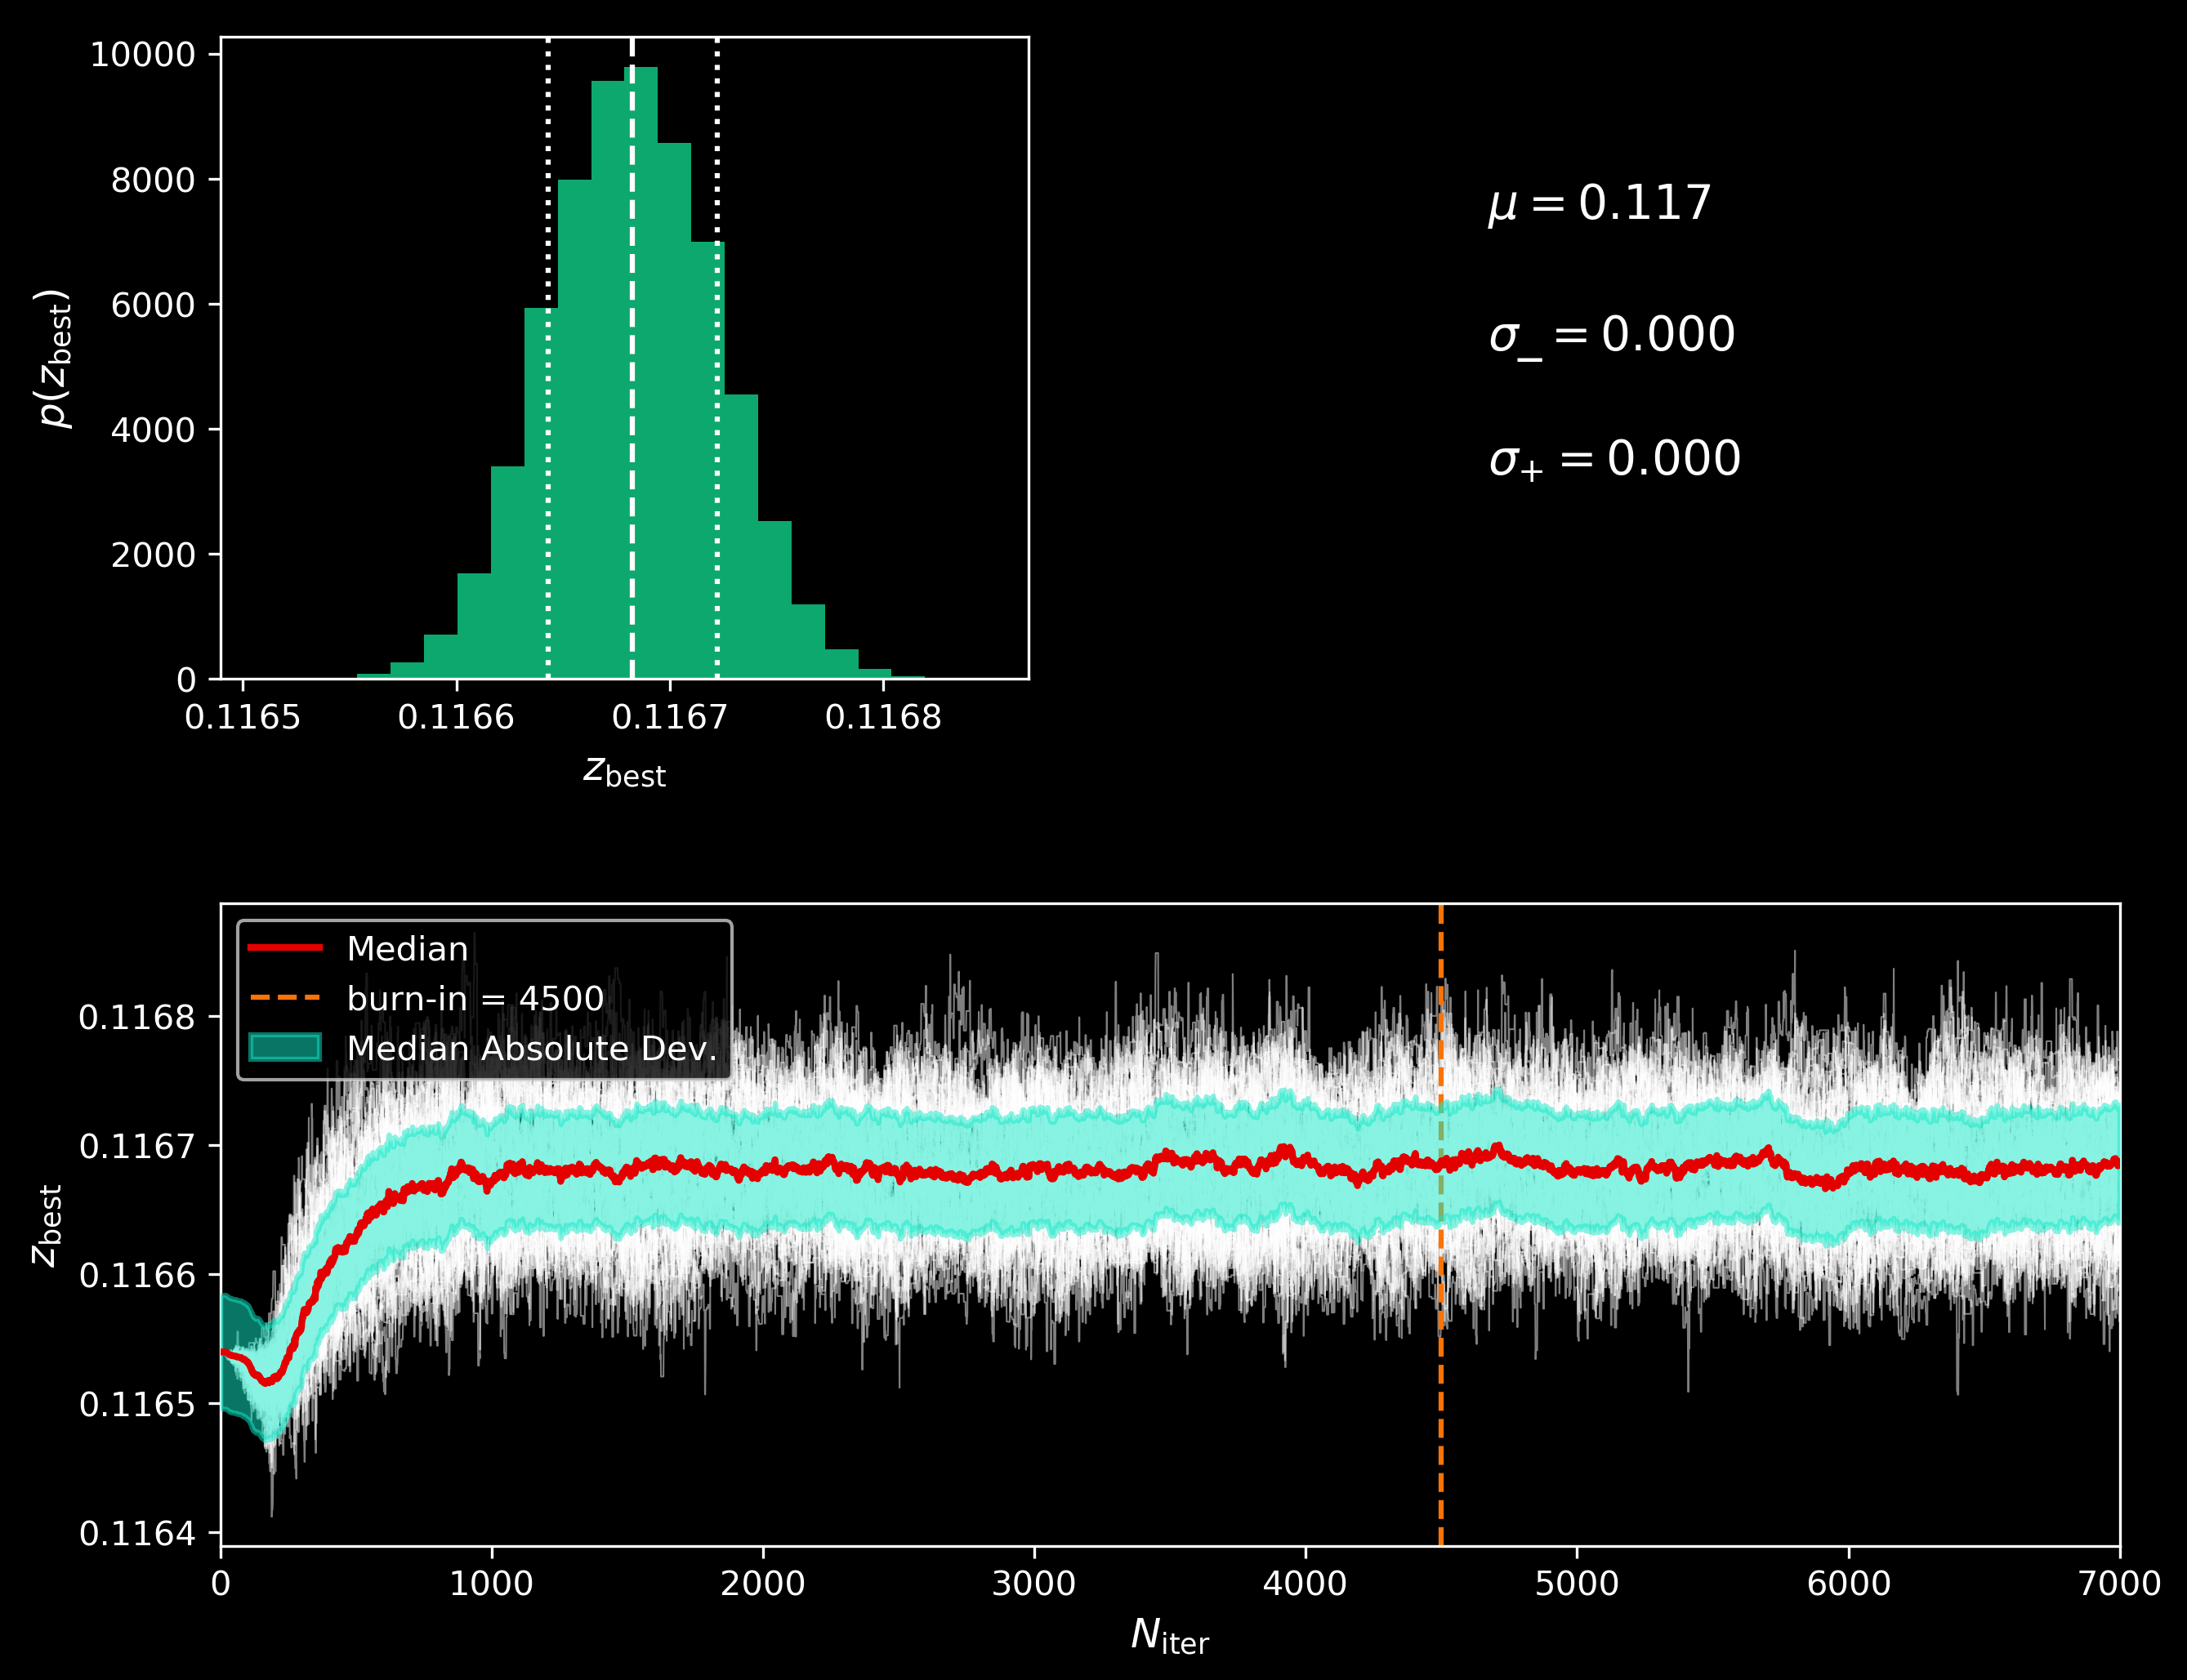 10000
8000
6000
4000
2000
0
p(z_best)
0.1165 0.1166 0.1167 0.1168
z_best
μ = 0.117
σ_− = 0.000
σ_+ = 0.000
Median
burn-in = 4500
Median Absolute Dev.
0.1168
0.1167
0.1166
0.1165
0.1164
z_best
0 1000 2000 3000 4000 5000 6000 7000
N_iter